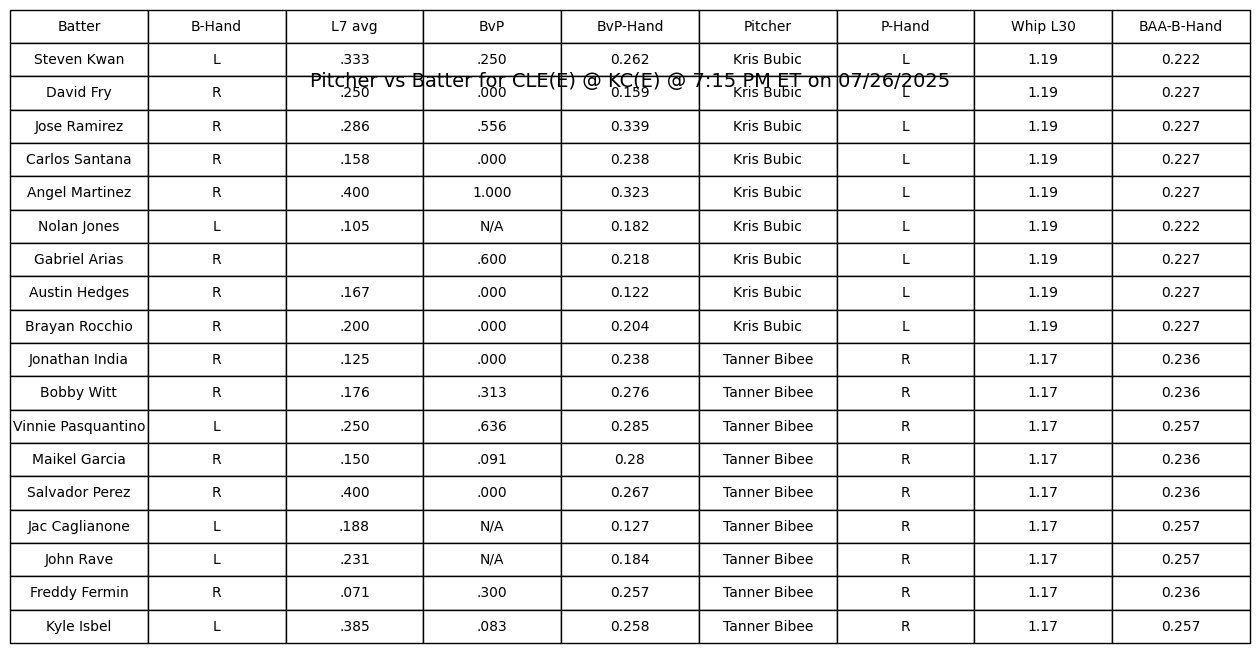 Batter B-Hand L7 avg BvP BvP-Hand Pitcher P-Hand Whip L30 BAA-B-Hand
Steven Kwan L .333 .250 0.262 Kris Bubic L 1.19 0.222
Pitcher vs Batter for CLE(E) @ KC(E) @ 7:15 PM ET on 07/26/2025
David Fry R .250 .000 0.159 Kris Bubic L 1.19 0.227
Jose Ramirez R .286 .556 0.339 Kris Bubic L 1.19 0.227
Carlos Santana R .158 .000 0.238 Kris Bubic L 1.19 0.227
Angel Martinez R .400 1.000 0.323 Kris Bubic L 1.19 0.227
Nolan Jones L .105 N/A 0.182 Kris Bubic L 1.19 0.222
Gabriel Arias R .600 0.218 Kris Bubic L 1.19 0.227
Austin Hedges R .167 .000 0.122 Kris Bubic L 1.19 0.227
Brayan Rocchio R .200 .000 0.204 Kris Bubic L 1.19 0.227
Jonathan India R .125 .000 0.238 Tanner Bibee R 1.17 0.236
Bobby Witt R .176 .313 0.276 Tanner Bibee R 1.17 0.236
Vinnie Pasquantino L .250 .636 0.285 Tanner Bibee R 1.17 0.257
Maikel Garcia R .150 .091 0.28 Tanner Bibee R 1.17 0.236
Salvador Perez R .400 .000 0.267 Tanner Bibee R 1.17 0.236
Jac Caglianone L .188 N/A 0.127 Tanner Bibee R 1.17 0.257
John Rave L .231 N/A 0.184 Tanner Bibee R 1.17 0.257
Freddy Fermin R .071 .300 0.257 Tanner Bibee R 1.17 0.236
Kyle Isbel L .385 .083 0.258 Tanner Bibee R 1.17 0.257